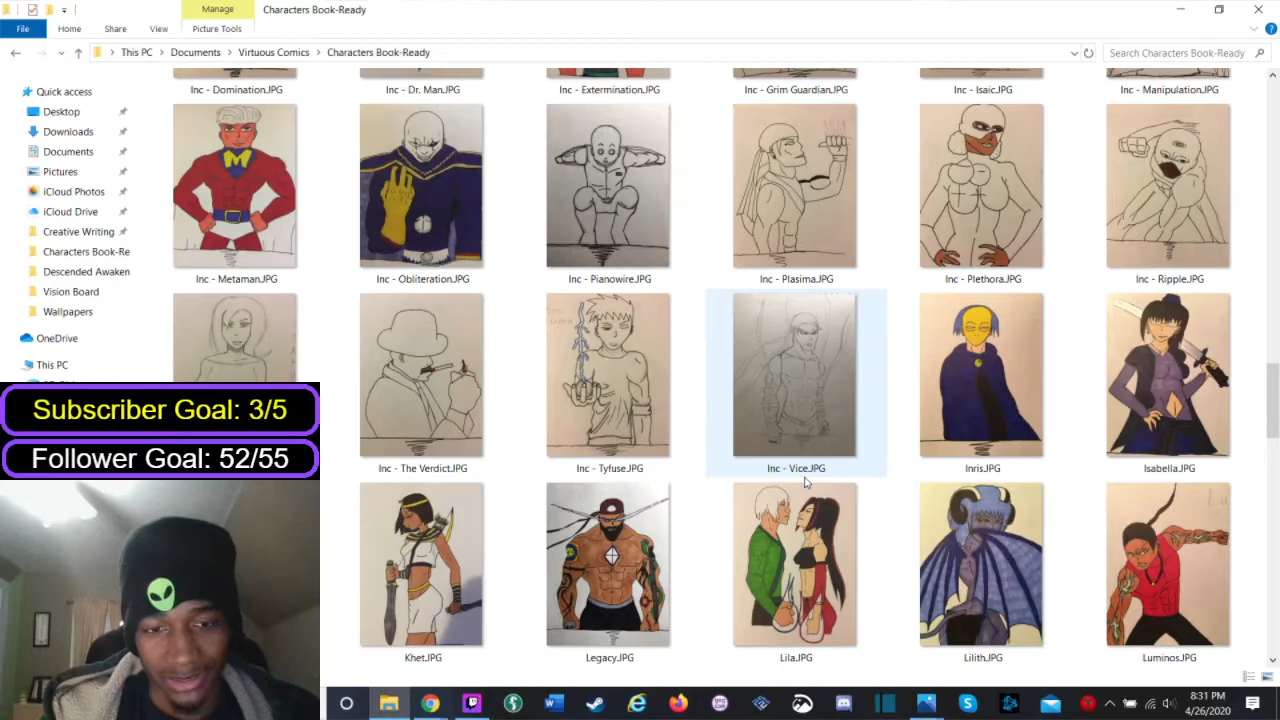 Manage
Characters Book-Ready
File
Home
Share
View
Picture Tools
This PC
Documents
Virtuous Comics
Characters Book-Ready
Search Characters Book-Ready
Inc - Domination.JPG
Inc - Dr. Man.JPG
Inc - Extermination.JPG
Inc - Grim Guardian.JPG
Inc - Isaic.JPG
Inc - Manipulation.JPG
Quick access
Desktop
Downloads
Documents
Pictures
iCloud Photos
iCloud Drive
Creative Writing
Characters Book-Re
Descended Awaken
Vision Board
Wallpapers
OneDrive
This PC
Inc - Metaman.JPG
Inc - Obliteration.JPG
Inc - Pianowire.JPG
Inc - Plasima.JPG
Inc - Plethora.JPG
Inc - Ripple.JPG
Inc - The Verdict.JPG
Inc - Tyfuse.JPG
Inc - Vice.JPG
Inris.JPG
Isabella.JPG
Khet.JPG
Legacy.JPG
Lila.JPG
Lilith.JPG
Luminos.JPG
Subscriber Goal: 3/5
Follower Goal: 52/55
8:31 PM
4/26/2020